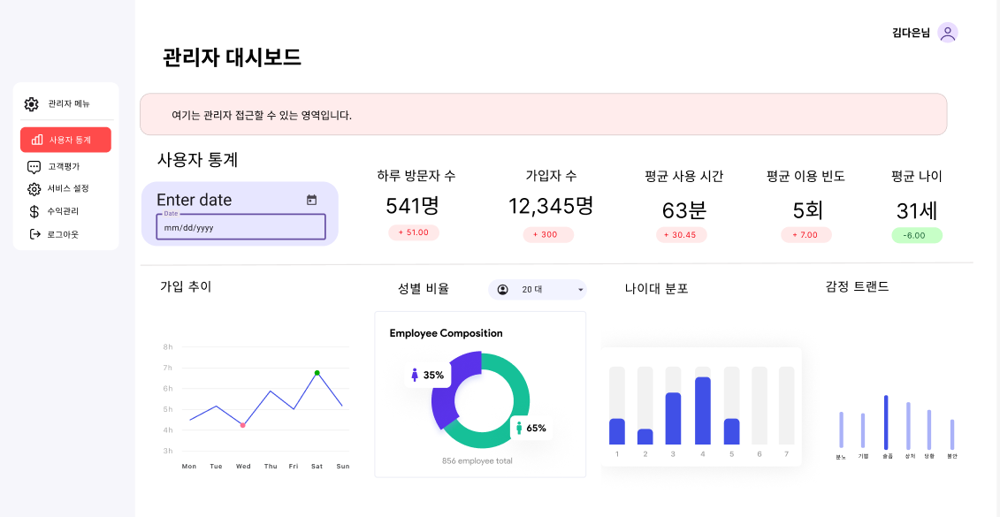 김다은님
관리자 대시보드
관리자 메뉴
사용자 통계
고객평가
서비스 설정
수익관리
로그아웃
여기는 관리자 접근할 수 있는 영역입니다.
사용자 통계
Enter date
Date
mm/dd/yyyy
하루 방문자 수
541명
+ 51.00
가입자 수
12,345명
+ 300
평균 사용 시간
63분
+ 30.45
평균 이용 빈도
5회
+ 7.00
평균 나이
31세
-6.00
가입 추이
8h
7h
6h
5h
4h
3h
Mon Tue Wed Thu Fri Sat Sun
성별 비율
20 대
Employee Composition
35%
65%
856 employee total
나이대 분포
1 2 3 4 5 6 7
감정 트랜드
분노 기쁨 슬픔 상처 당황 불안